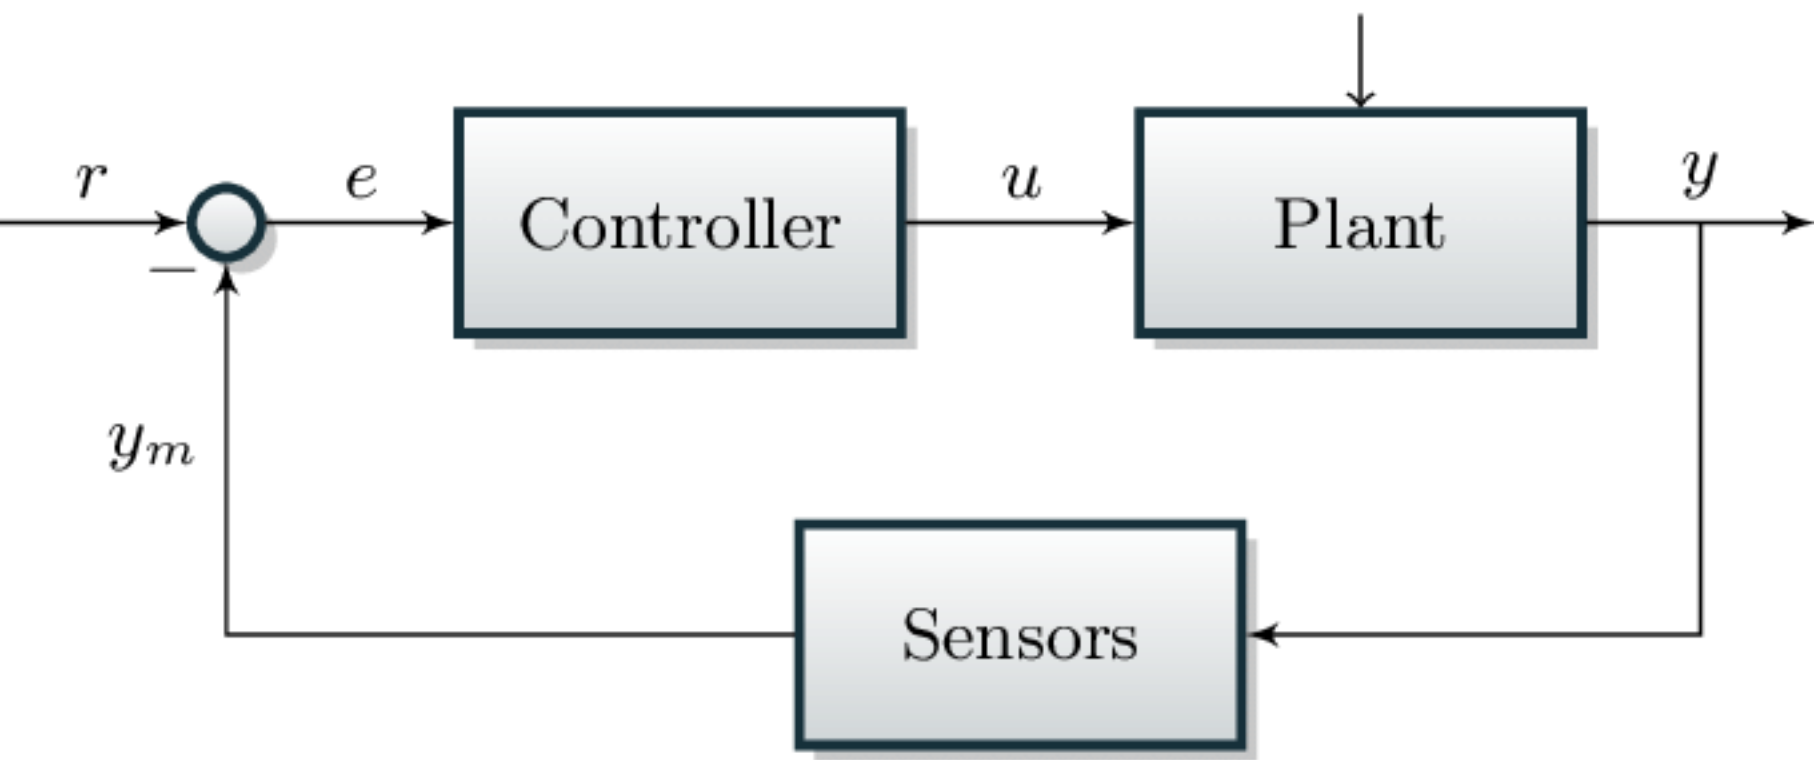 r
e
Controller
u
Plant
y
−
y_m
Sensors